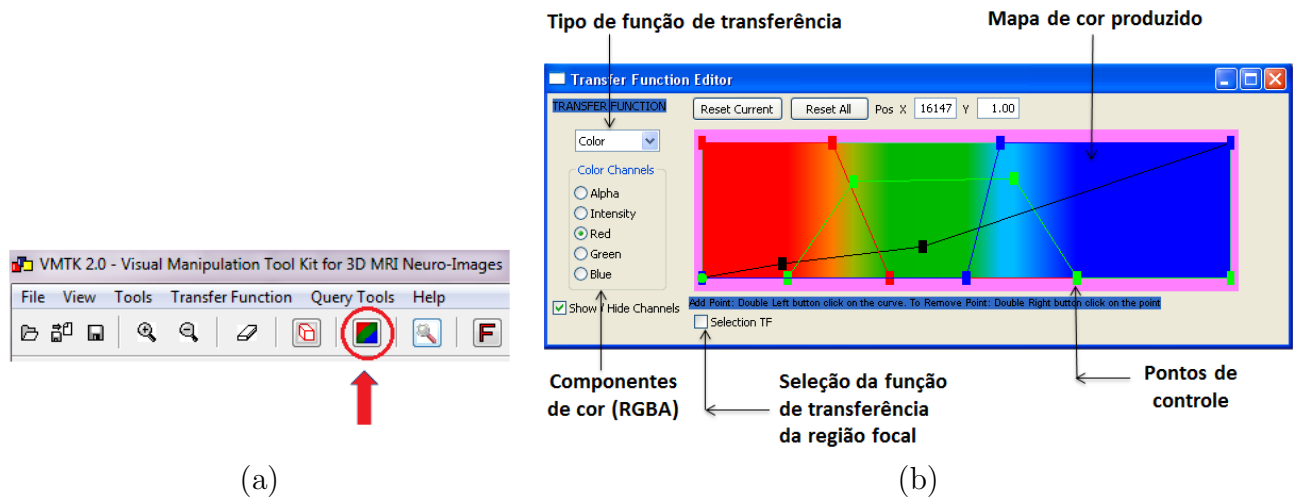 VMTK 2.0 - Visual Manipulation Tool Kit for 3D MRI Neuro-Images
File View Tools Transfer Function Query Tools Help
F
(a)
Tipo de função de transferência
Mapa de cor produzido
Transfer Function Editor
TRANSFER FUNCTION
Reset Current Reset All Pos X 16147 Y 1.00
Color
Color Channels
Alpha
Intensity
Red
Green
Blue
Show / Hide Channels
Add Point: Double Left button click on the curve. To Remove Point: Double Right button click on the point
Selection TF
Componentes
de cor (RGBA)
Seleção da função
de transferência
da região focal
Pontos de
controle
(b)